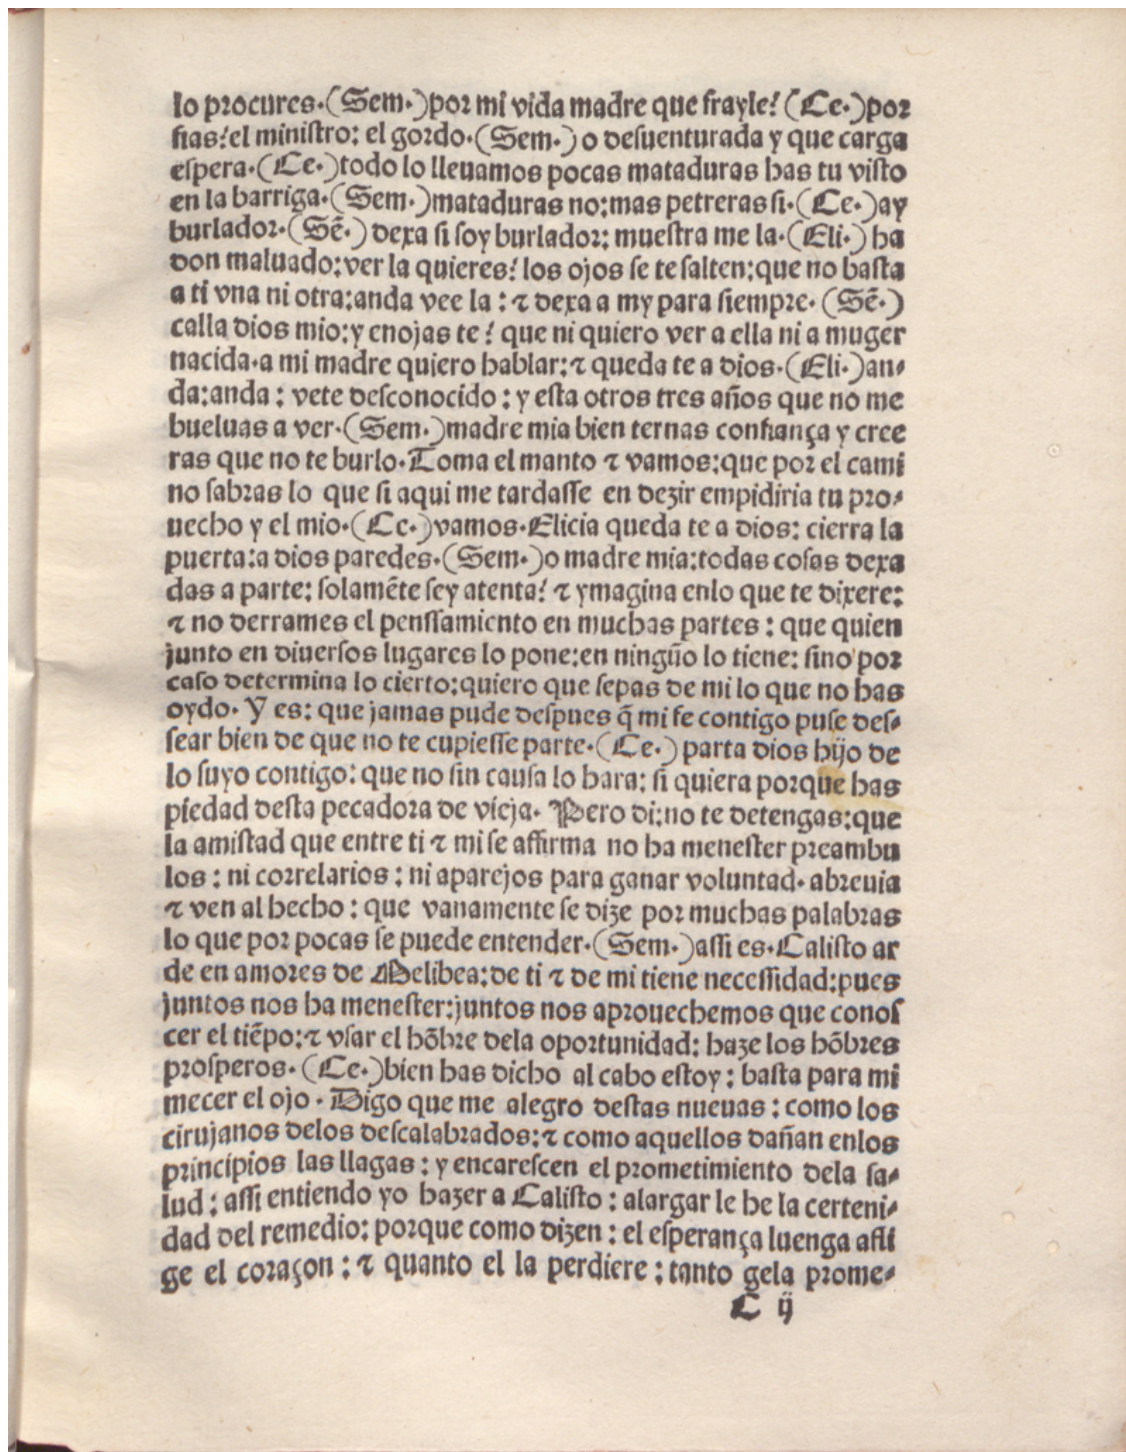 lo procures.(Sem.)por mi vida madre que frayle?(Ce.)por
fias?el ministro: el gordo.(Sem.) o desuenturada y que carga
espera.(Ce.)todo lo lleuamos pocas mataduras has tu visto
en la barriga.(Sem.)mataduras no:mas petreras si.(Ce.)ay
burlador.(Sē.) dexa si soy burlador: muestra me la.(Eli.) ha
don maluado:ver la quieres? los ojos se te salten:que no basta
a ti vna ni otra:anda vee la : ⁊ dexa a my para siempre. (Sē.)
calla dios mio:y enojas te? que ni quiero ver a ella ni a muger
nacida.a mi madre quiero hablar:⁊ queda te a dios.(Eli.)an-
da:anda : vete desconocido : y esta otros tres años que no me
bueluas a ver.(Sem.)madre mia bien ternas confiança y cree
ras que no te burlo.Toma el manto ⁊ vamos:que por el cami
no sabras lo que si aqui me tardasse en dezir empidiria tu pro-
uecho y el mio.(Ce.)vamos.Elicia queda te a dios: cierra la
puerta:a dios paredes.(Sem.)o madre mia:todas cosas dexa
das a parte: solamēte sey atenta? ⁊ ymagina enlo que te dixere:
⁊ no derrames el penssamiento en muchas partes : que quien
junto en diuersos lugares lo pone:en ningūo lo tiene: sino por
caso determina lo cierto:quiero que sepas de mi lo que no has
oydo. Y es: que jamas pude despues q̄ mi fe contigo puse des-
sear bien de que no te cupiesse parte.(Ce.) parta dios hijo de
lo suyo contigo: que no sin causa lo hara: si quiera porque has
piedad desta pecadora de vieja. Pero di:no te detengas:que
la amistad que entre ti ⁊ mi se affirma no ha menester preambu
los : ni correlarios : ni aparejos para ganar voluntad. abreuia
⁊ ven al hecho : que vanamente se dize por muchas palabras
lo que por pocas se puede entender.(Sem.)assi es.Calisto ar
de en amores de Melibea:de ti ⁊ de mi tiene necessidad:pues
juntos nos ha menester:juntos nos aprouechemos que conos
cer el tiēpo:⁊ vsar el hōbre dela oportunidad: haze los hōbres
prosperos. (Ce.)bien has dicho al cabo estoy : basta para mi
mecer el ojo . Digo que me alegro destas nueuas : como los
cirujanos delos descalabrados:⁊ como aquellos dañan enlos
principios las llagas : y encarescen el prometimiento dela sa-
lud : assi entiendo yo hazer a Calisto : alargar le he la certeni-
dad del remedio: porque como dizen : el esperança luenga afli
ge el coraçon : ⁊ quanto el la perdiere : tanto gela prome-
C ij